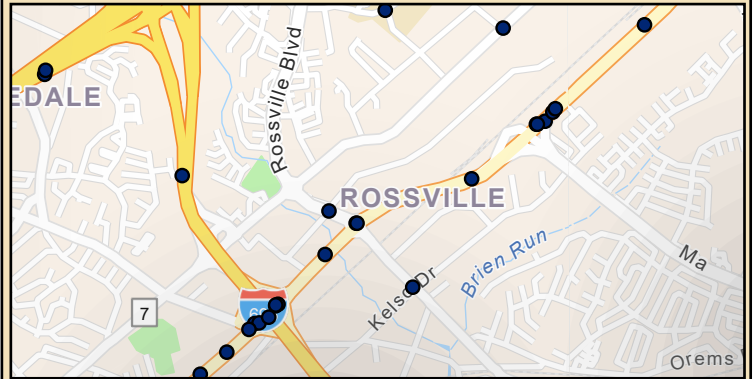 Rossville Blvd
EDALE
ROSSVILLE
Brien Run
Ma
Kelso Dr
7
Orems